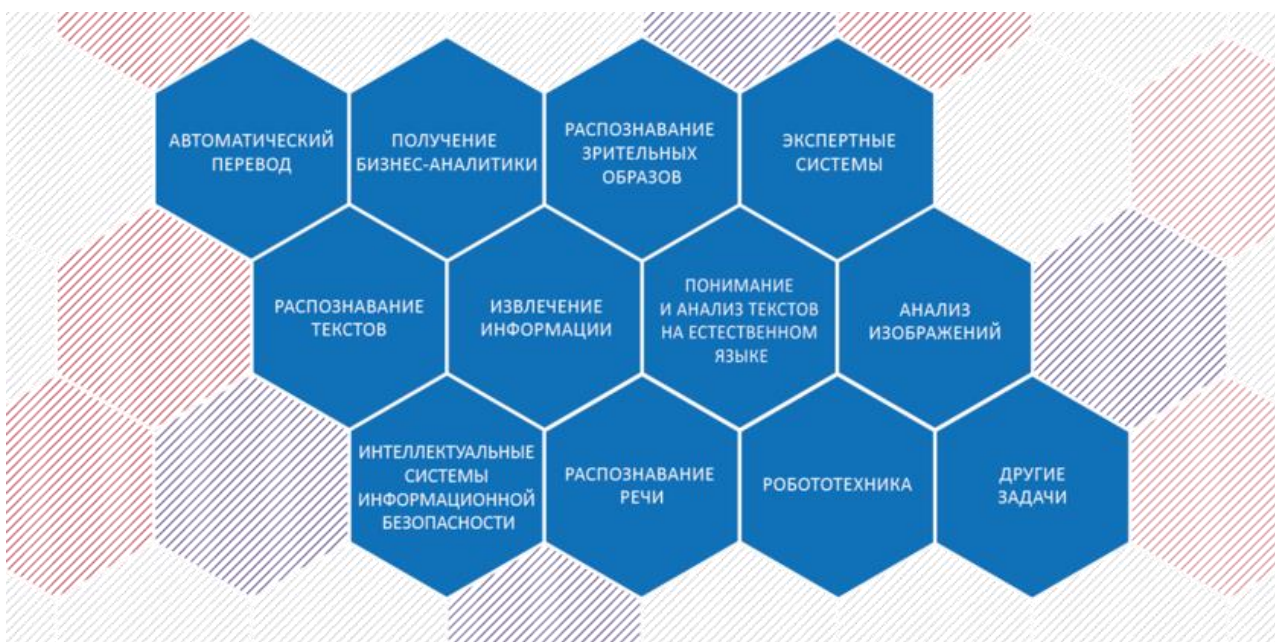 АВТОМАТИЧЕСКИЙ
ПЕРЕВОД
ПОЛУЧЕНИЕ
БИЗНЕС-АНАЛИТИКИ
РАСПОЗНАВАНИЕ
ЗРИТЕЛЬНЫХ
ОБРАЗОВ
ЭКСПЕРТНЫЕ
СИСТЕМЫ
РАСПОЗНАВАНИЕ
ТЕКСТОВ
ИЗВЛЕЧЕНИЕ
ИНФОРМАЦИИ
ПОНИМАНИЕ
И АНАЛИЗ ТЕКСТОВ
НА ЕСТЕСТВЕННОМ
ЯЗЫКЕ
АНАЛИЗ
ИЗОБРАЖЕНИЙ
ИНТЕЛЛЕКТУАЛЬНЫЕ
СИСТЕМЫ
ИНФОРМАЦИОННОЙ
БЕЗОПАСНОСТИ
РАСПОЗНАВАНИЕ
РЕЧИ
РОБОТОТЕХНИКА
ДРУГИЕ
ЗАДАЧИ